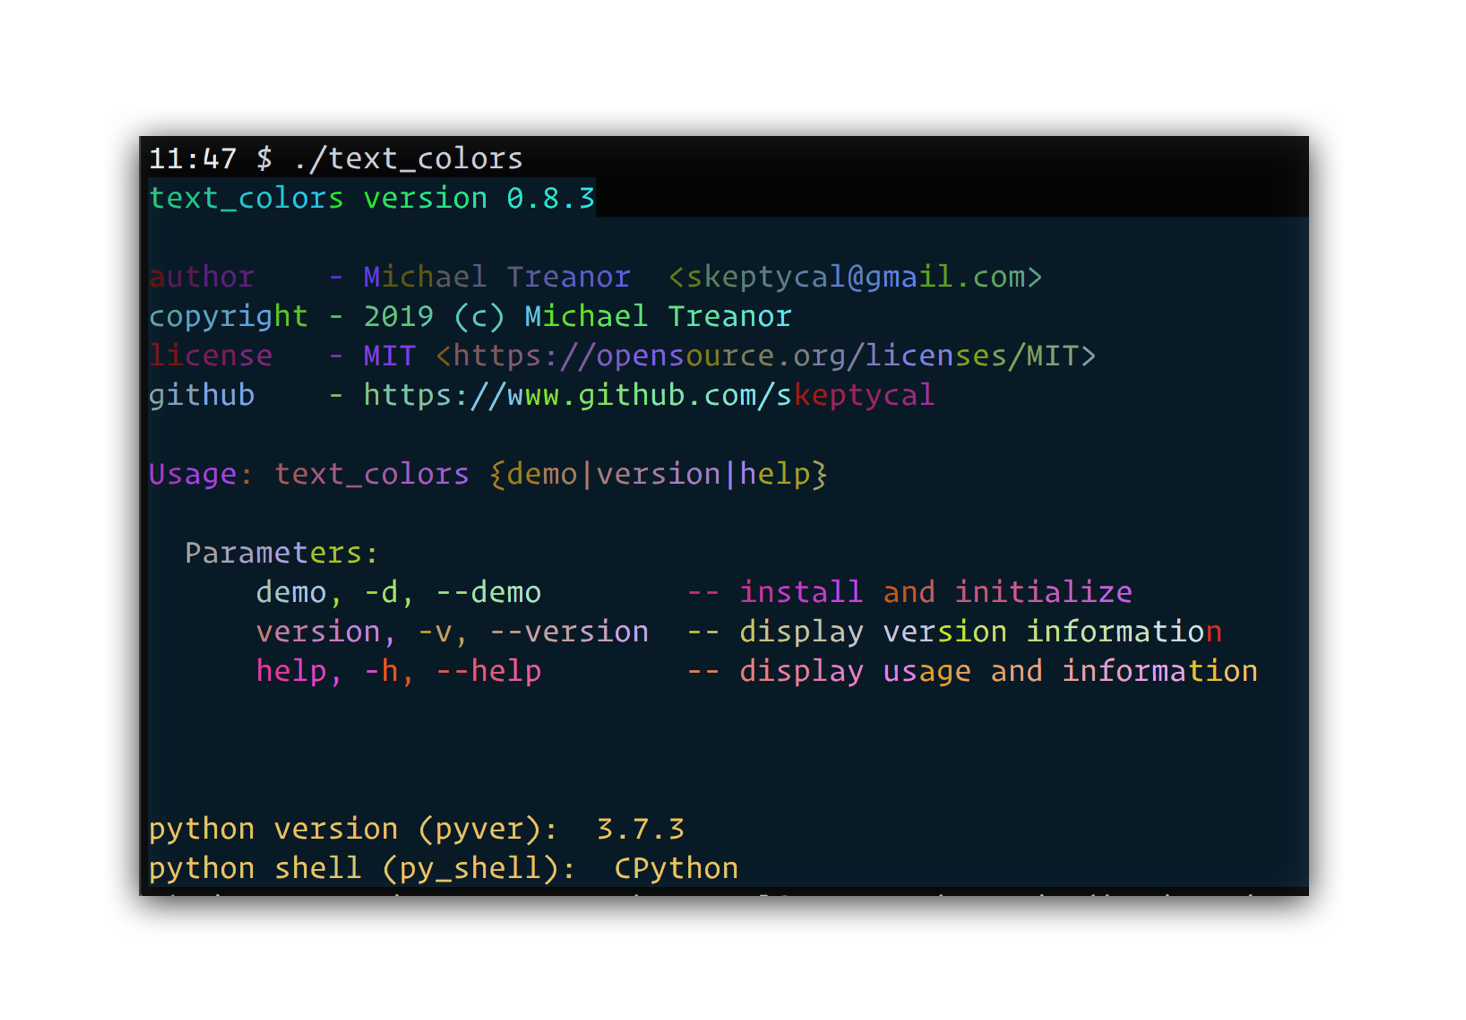 11:47 $ ./text_colors
text_colors version 0.8.3
author    - Michael Treanor  <skeptycal@gmail.com>
copyright - 2019 (c) Michael Treanor
license   - MIT <https://opensource.org/licenses/MIT>
github    - https://www.github.com/skeptycal
Usage: text_colors {demo|version|help}
Parameters:
demo, -d, --demo        -- install and initialize
version, -v, --version  -- display version information
help, -h, --help        -- display usage and information
python version (pyver):  3.7.3
python shell (py_shell):  CPython